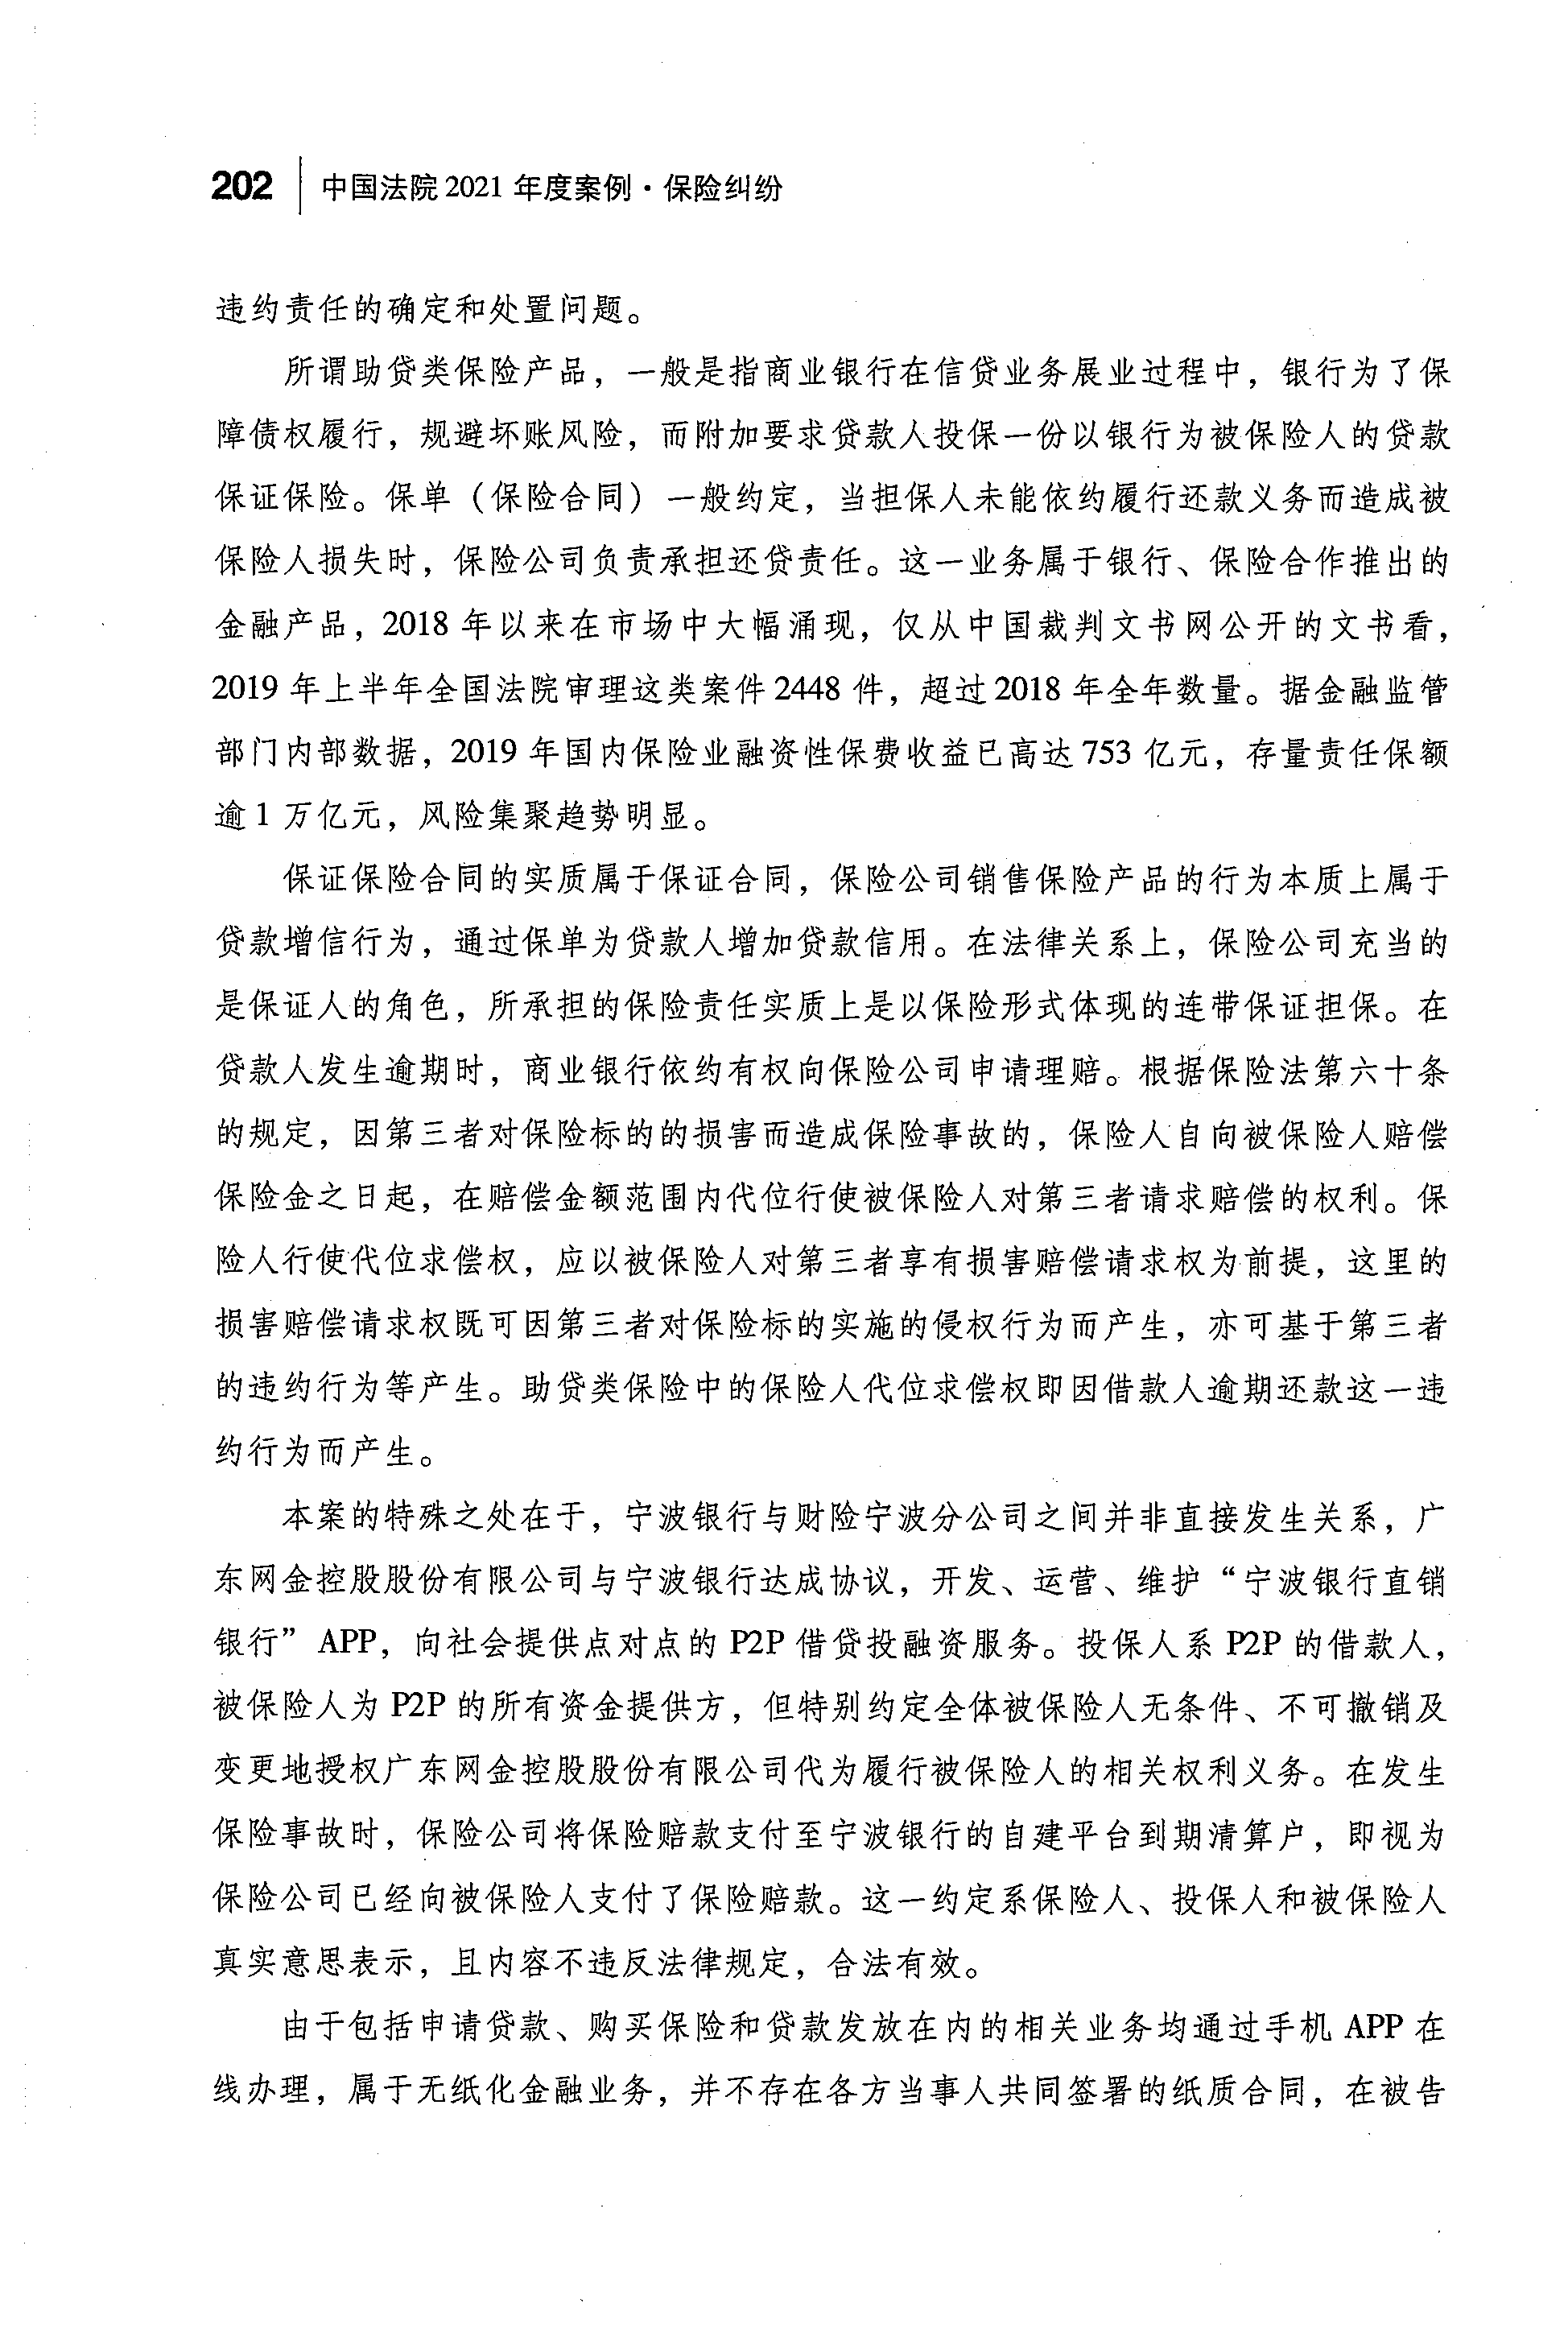 202 中国法院2021年度案例·保险纠纷
违约责任的确定和处置问题。
所谓助贷类保险产品，一般是指商业银行在信贷业务展业过程中，银行为了保
障债权履行，规避坏账风险，而附加要求贷款人投保一份以银行为被保险人的贷款
保证保险。保单（保险合同）一般约定，当担保人未能依约履行还款义务而造成被
保险人损失时，保险公司负责承担还贷责任。这一业务属于银行、保险合作推出的
金融产品，2018年以来在市场中大幅涌现，仅从中国裁判文书网公开的文书看，
2019年上半年全国法院审理这类案件2448件，超过2018年全年数量。据金融监管
部门内部数据，2019年国内保险业融资性保费收益已高达753亿元，存量责任保额
逾1万亿元，风险集聚趋势明显。
保证保险合同的实质属于保证合同，保险公司销售保险产品的行为本质上属于
贷款增信行为，通过保单为贷款人增加贷款信用。在法律关系上，保险公司充当的
是保证人的角色，所承担的保险责任实质上是以保险形式体现的连带保证担保。在
贷款人发生逾期时，商业银行依约有权向保险公司申请理赔。根据保险法第六十条
的规定，因第三者对保险标的的损害而造成保险事故的，保险人自向被保险人赔偿
保险金之日起，在赔偿金额范围内代位行使被保险人对第三者请求赔偿的权利。保
险人行使代位求偿权，应以被保险人对第三者享有损害赔偿请求权为前提，这里的
损害赔偿请求权既可因第三者对保险标的实施的侵权行为而产生，亦可基于第三者
的违约行为等产生。助贷类保险中的保险人代位求偿权即因借款人逾期还款这一违
约行为而产生。
本案的特殊之处在于，宁波银行与财险宁波分公司之间并非直接发生关系，广
东网金控股股份有限公司与宁波银行达成协议，开发、运营、维护“宁波银行直销
银行”APP，向社会提供点对点的P2P借贷投融资服务。投保人系P2P的借款人，
被保险人为P2P的所有资金提供方，但特别约定全体被保险人无条件、不可撤销及
变更地授权广东网金控股股份有限公司代为履行被保险人的相关权利义务。在发生
保险事故时，保险公司将保险赔款支付至宁波银行的自建平台到期清算户，即视为
保险公司已经向被保险人支付了保险赔款。这一约定系保险人、投保人和被保险人
真实意思表示，且内容不违反法律规定，合法有效。
由于包括申请贷款、购买保险和贷款发放在内的相关业务均通过手机APP在
线办理，属于无纸化金融业务，并不存在各方当事人共同签署的纸质合同，在被告